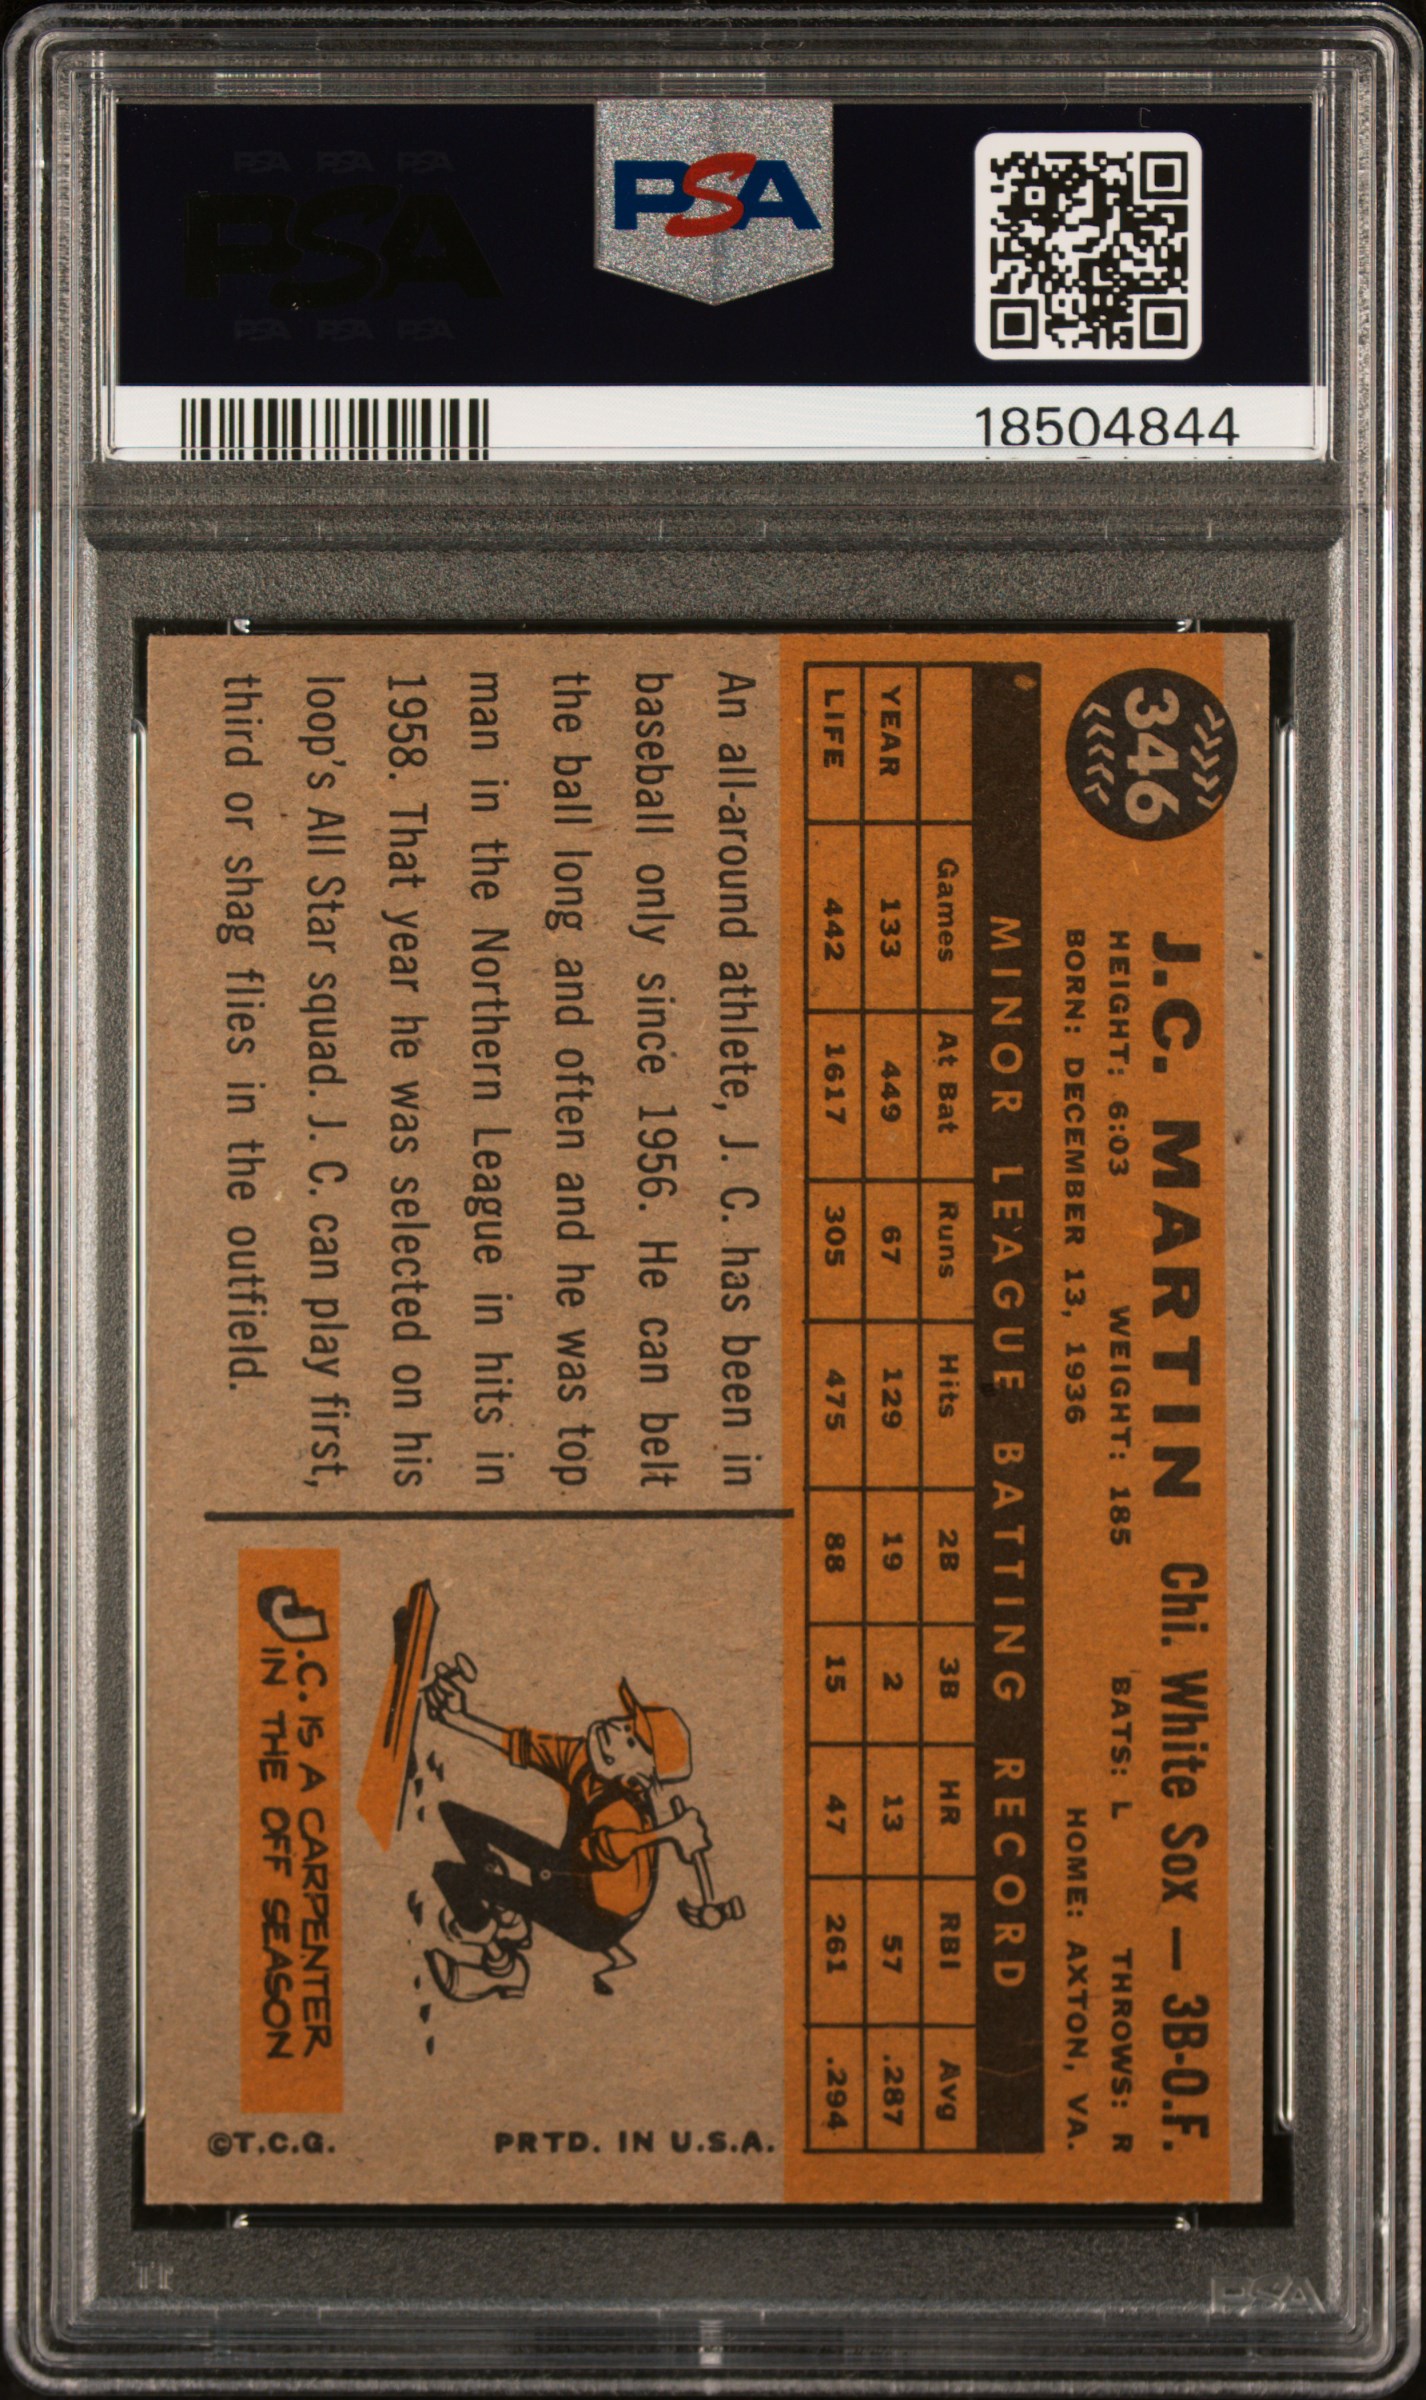 PSA PSA PSA
PSA
PSA PSA PSA
PSA
18504844
346
J.C. MARTIN Chi. White Sox — 3B-O.F.
HEIGHT: 6:03 WEIGHT: 185 BATS: L THROWS: R
BORN: DECEMBER 13, 1936 HOME: AXTON, VA.
MINOR LEAGUE BATTING RECORD
Games At Bat Runs Hits 2B 3B HR RBI Avg
YEAR 133 449 67 129 19 2 13 57 .287
LIFE 442 1617 305 475 88 15 47 261 .294
An all-around athlete, J. C. has been in
baseball only since 1956. He can belt
the ball long and often and he was top
man in the Northern League in hits in
1958. That year he was selected on his
loop's All Star squad. J. C. can play first,
third or shag flies in the outfield.
J.C. IS A CARPENTER
IN THE OFF SEASON
PRTD. IN U.S.A.
©T.C.G.
PSA